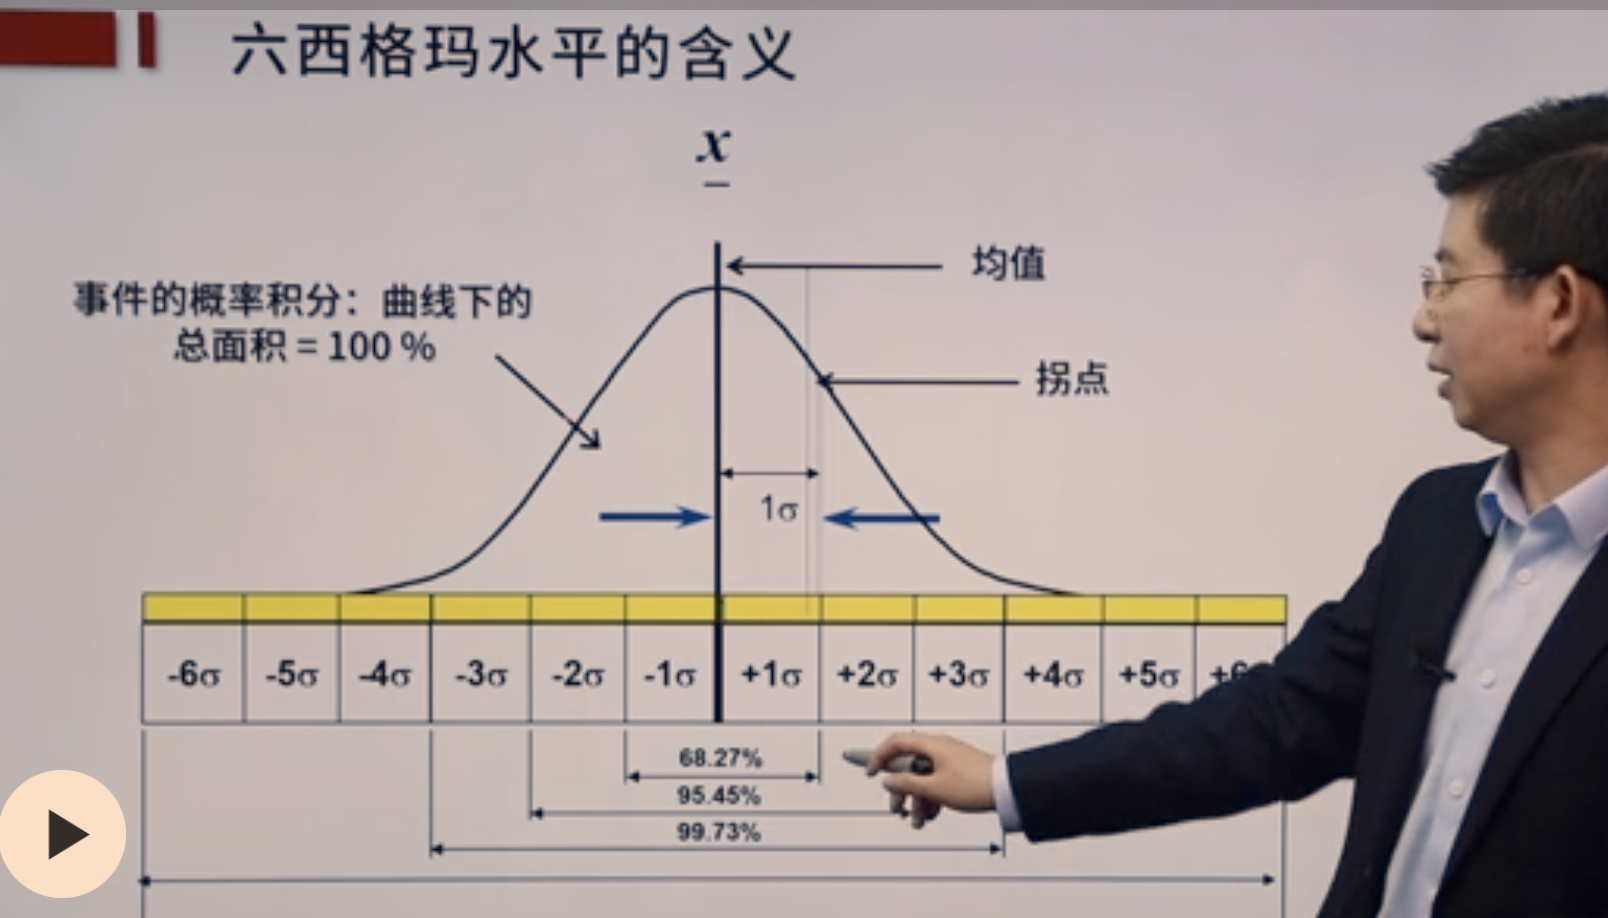 六西格玛水平的含义
x
均值
事件的概率积分：曲线下的
总面积 = 100 %
拐点
1σ
-6σ -5σ -4σ -3σ -2σ -1σ +1σ +2σ +3σ +4σ +5σ
68.27%
95.45%
99.73%